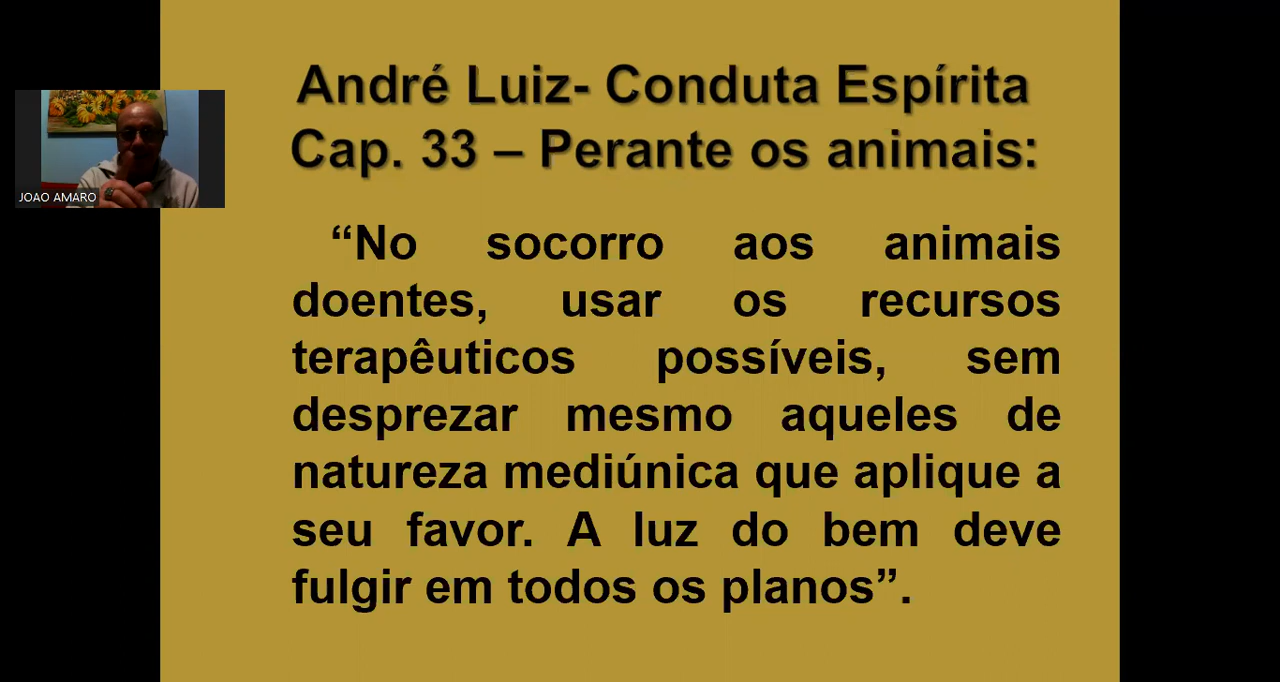 André Luiz- Conduta Espírita
Cap. 33 – Perante os animais:
JOAO AMARO
“No socorro aos animais
doentes, usar os recursos
terapêuticos possíveis, sem
desprezar mesmo aqueles de
natureza mediúnica que aplique a
seu favor. A luz do bem deve
fulgir em todos os planos”.